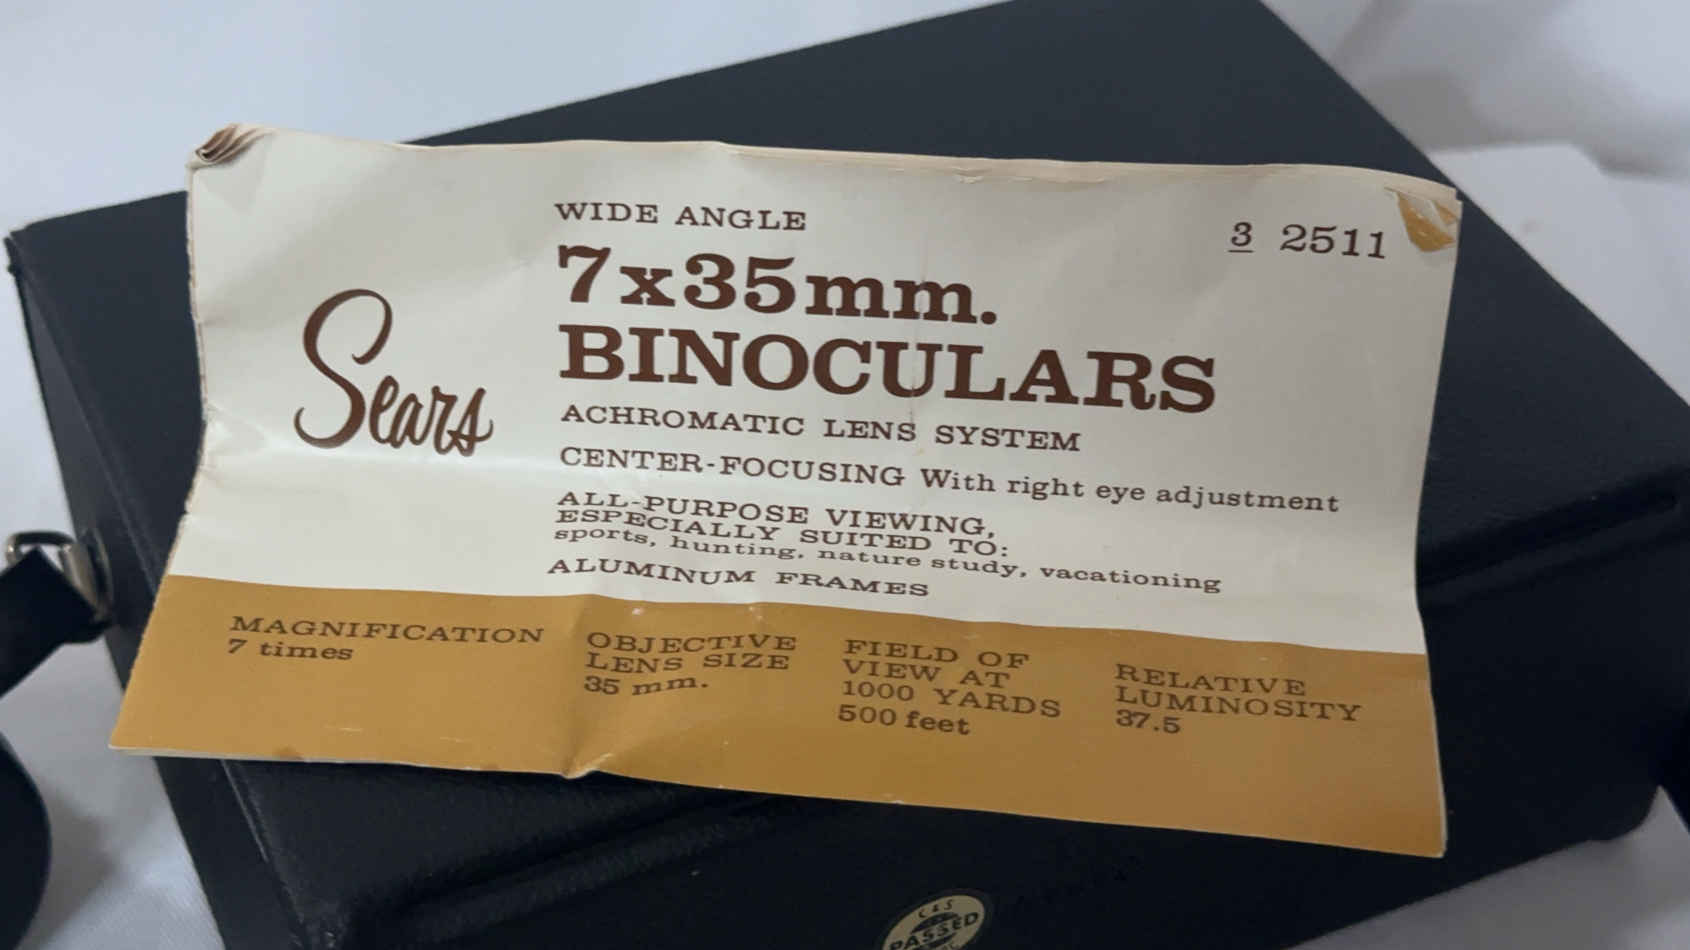 WIDE ANGLE
3 2511
7x35mm.
BINOCULARS
Sears
ACHROMATIC LENS SYSTEM
CENTER-FOCUSING With right eye adjustment
ALL-PURPOSE VIEWING,
ESPECIALLY SUITED TO:
sports, hunting, nature study, vacationing
ALUMINUM FRAMES
MAGNIFICATION
7 times
OBJECTIVE
LENS SIZE
35 mm.
FIELD OF
VIEW AT
1000 YARDS
500 feet
RELATIVE
LUMINOSITY
37.5
PASSED